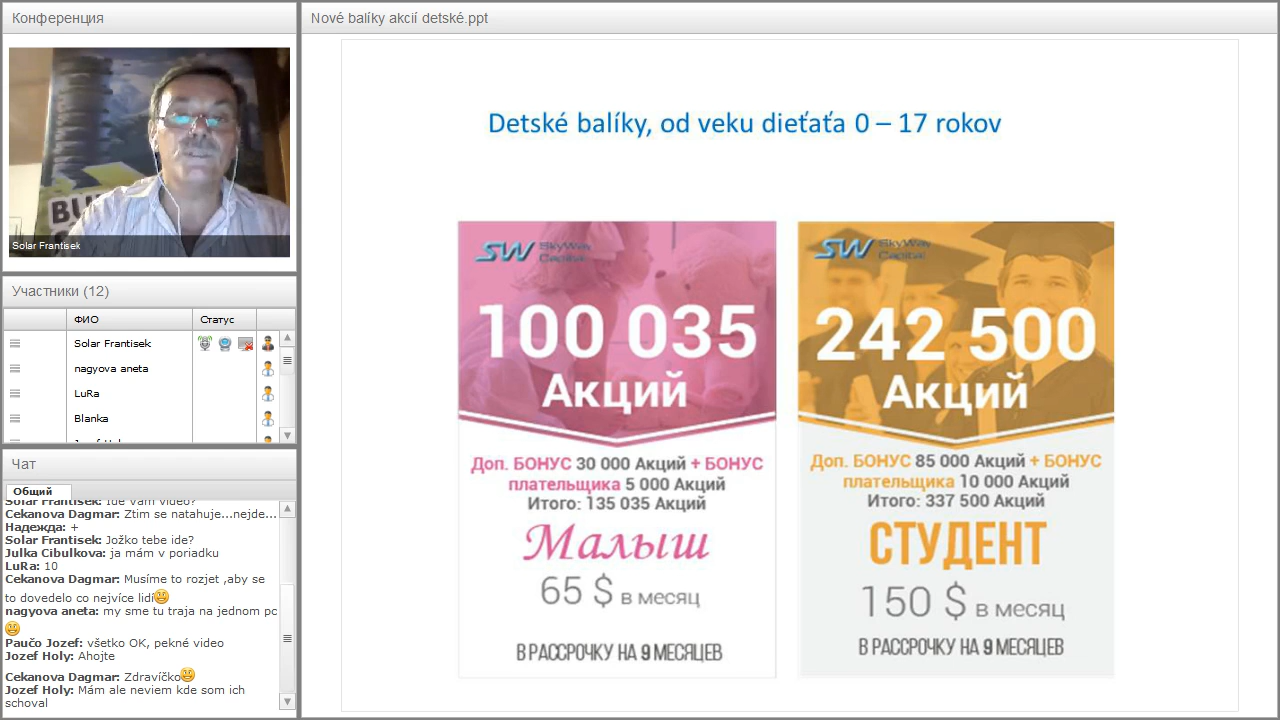 Конференция
Solar Frantisek
Участники (12)
ФИО
Статус
Solar Frantisek
nagyova aneta
LuRa
Blanka
Чат
Общий
Solar Frantisek: Ide Vám video?
Cekanova Dagmar: Ztim se natahuje...nejde...
Надежда: +
Solar Frantisek: Jožko tebe ide?
Julka Cibulkova: ja mám v poriadku
LuRa: 10
Cekanova Dagmar: Musíme to rozjet ,aby se
to dovedelo co nejvíce lidí
nagyova aneta: my sme tu traja na jednom pc
Paučo Jozef: všetko OK, pekné video
Jozef Holy: Ahojte
Cekanova Dagmar: Zdravíčko
Jozef Holy: Mám ale neviem kde som ich
schoval
Nové balíky akcií detské.ppt
Detské balíky, od veku dieťaťa 0 – 17 rokov
SW SkyWay
Capital
100 035
Акций
Доп. БОНУС 30 000 Акций + БОНУС
плательщика 5 000 Акций
Итого: 135 035 Акций
Малыш
65 $ в месяц
В РАССРОЧКУ НА 9 МЕСЯЦЕВ
SW SkyWay
Capital
242 500
Акций
Доп. БОНУС 85 000 Акций + БОНУС
плательщика 10 000 Акций
Итого: 337 500 Акций
СТУДЕНТ
150 $ в месяц
В РАССРОЧКУ НА 9 МЕСЯЦЕВ